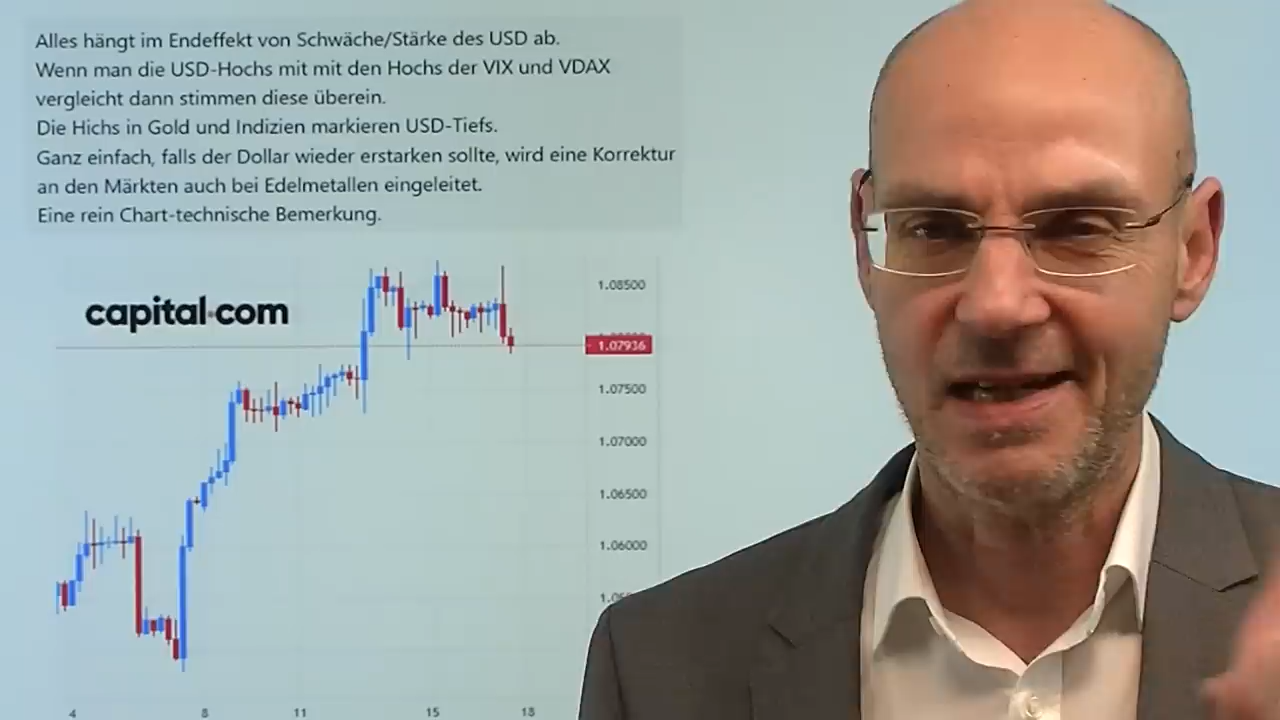 Alles hängt im Endeffekt von Schwäche/Stärke des USD ab.
Wenn man die USD-Hochs mit mit den Hochs der VIX und VDAX
vergleicht dann stimmen diese überein.
Die Hichs in Gold und Indizien markieren USD-Tiefs.
Ganz einfach, falls der Dollar wieder erstarken sollte, wird eine Korrektur
an den Märkten auch bei Edelmetallen eingeleitet.
Eine rein Chart-technische Bemerkung.
capital.com
1.08500
1.07936
1.07500
1.07000
1.06500
1.06000
4 8 11 15 18